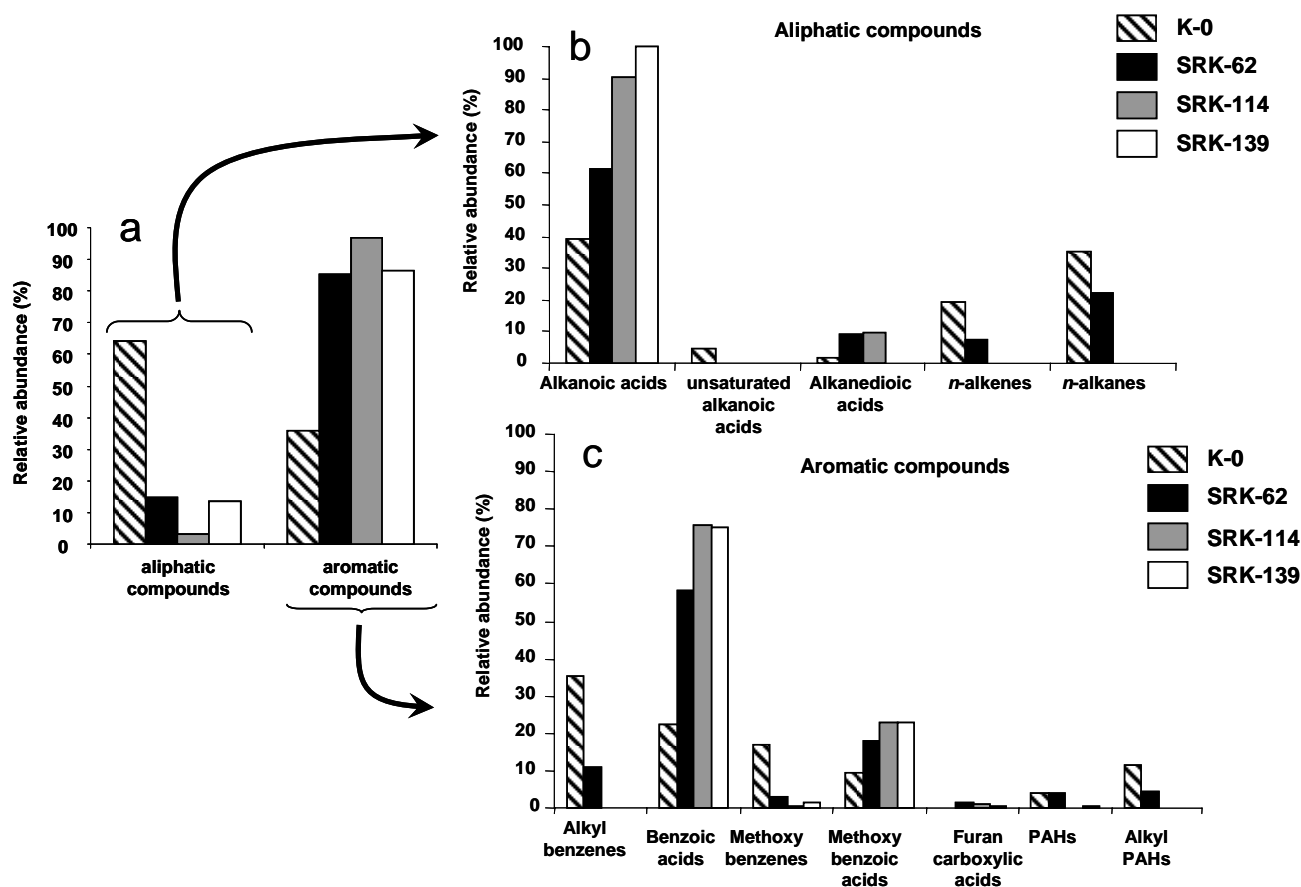 a
Relative abundance (%)
100
90
80
70
60
50
40
30
20
10
0
aliphatic
compounds
aromatic
compounds
b
Aliphatic compounds
Relative abundance (%)
100
90
80
70
60
50
40
30
20
10
0
Alkanoic acids
unsaturated
alkanoic
acids
Alkanedioic
acids
n-alkenes
n-alkanes
K-0
SRK-62
SRK-114
SRK-139
c
Aromatic compounds
Relative abundance (%)
100
90
80
70
60
50
40
30
20
10
0
Alkyl
benzenes
Benzoic
acids
Methoxy
benzenes
Methoxy
benzoic
acids
Furan
carboxylic
acids
PAHs
Alkyl
PAHs
K-0
SRK-62
SRK-114
SRK-139